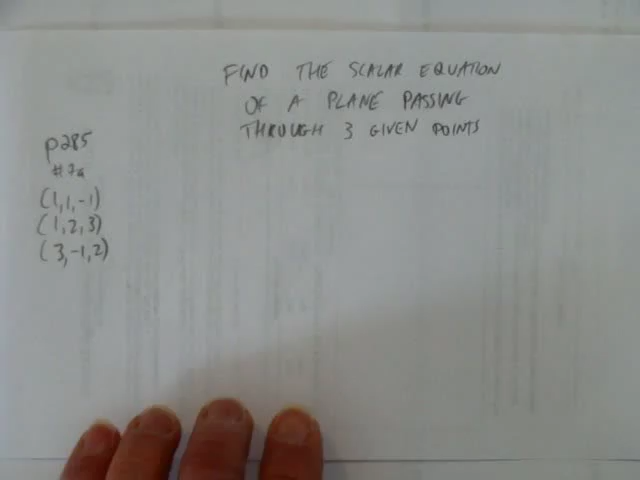 FIND THE SCALAR EQUATION
OF A PLANE PASSING
THROUGH 3 GIVEN POINTS
p285
#7a
(1,1,-1)
(1,2,3)
(3,-1,2)